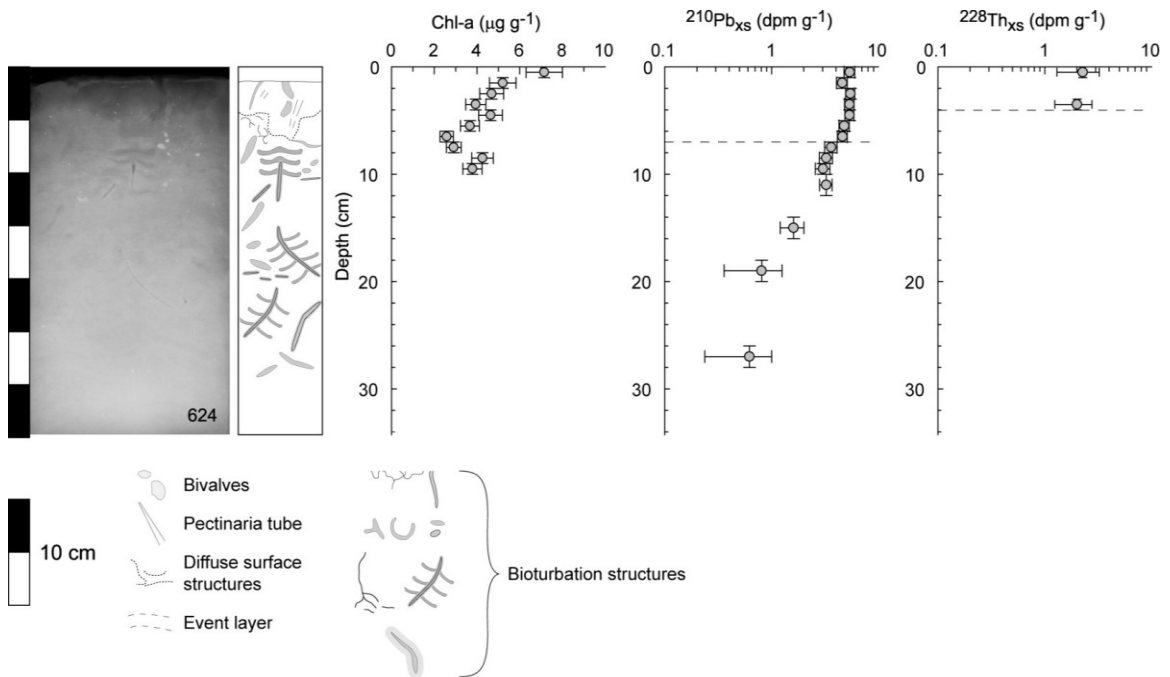 Chl-a (μg g-1)
210PbXS (dpm g-1)
228ThXS (dpm g-1)
0 2 4 6 8 10
0.1 1 10
0.1 1 10
0
10
20
30
Depth (cm)
0
10
20
30
0
10
20
30
624
10 cm
Bivalves
Pectinaria tube
Diffuse surface
structures
Event layer
Bioturbation structures